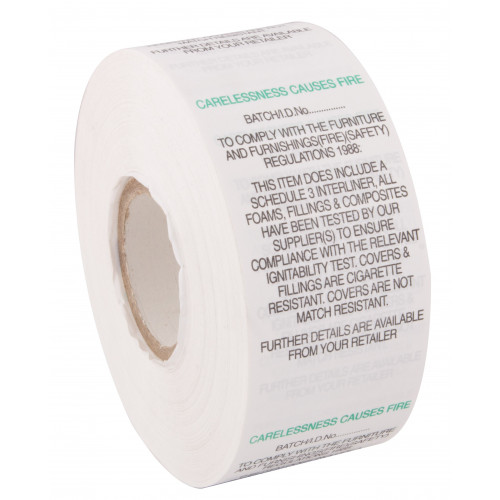 FURTHER DETAILS ARE AVAILABLE
FROM YOUR RETAILER
CARELESSNESS CAUSES FIRE
BATCH/I.D.No...............
TO COMPLY WITH THE FURNITURE
AND FURNISHINGS(FIRE)(SAFETY)
REGULATIONS 1988:
THIS ITEM DOES INCLUDE A
SCHEDULE 3 INTERLINER, ALL
FOAMS, FILLINGS & COMPOSITES
HAVE BEEN TESTED BY OUR
SUPPLIER(S) TO ENSURE
COMPLIANCE WITH THE RELEVANT
IGNITABILITY TEST. COVERS &
FILLINGS ARE CIGARETTE
RESISTANT. COVERS ARE NOT
MATCH RESISTANT.
FURTHER DETAILS ARE AVAILABLE
FROM YOUR RETAILER
CARELESSNESS CAUSES FIRE
BATCH/I.D.No...............
TO COMPLY WITH THE FURNITURE